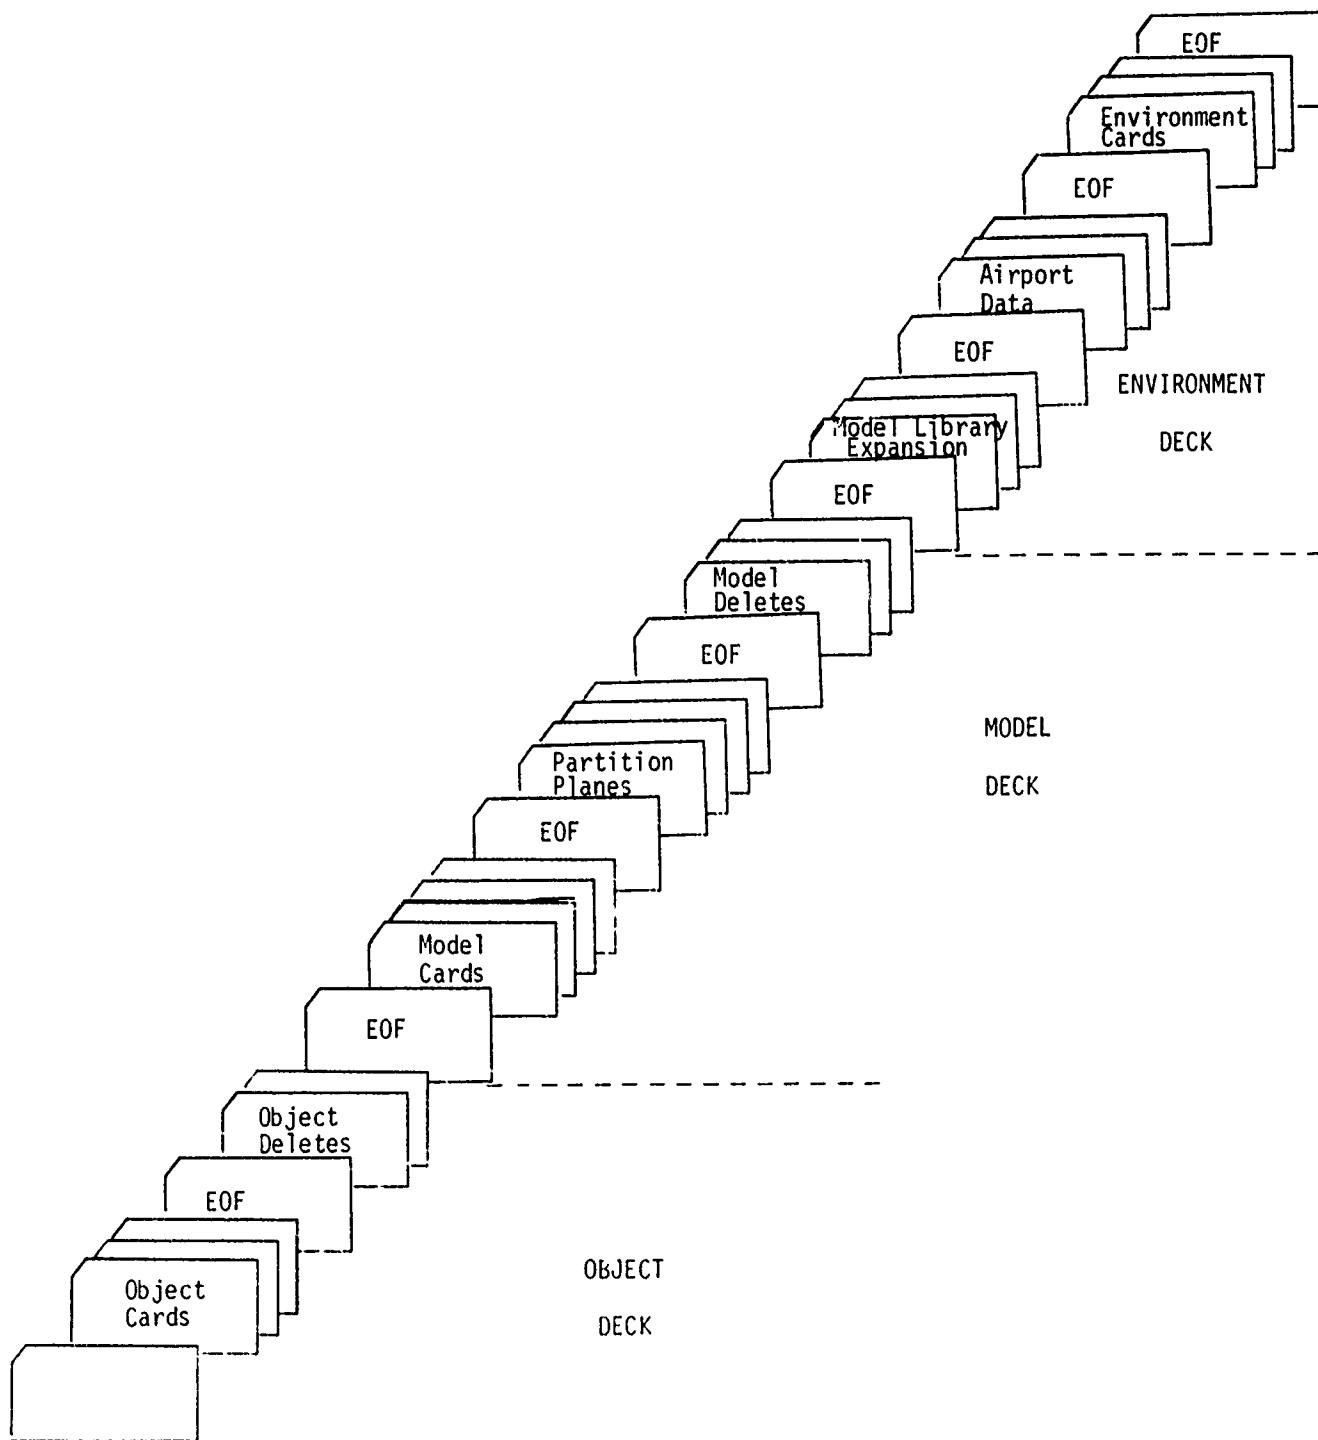 EOF
Environment
Cards
EOF
Airport
Data
EOF
ENVIRONMENT
DECK
Model Library
Expansion
EOF
Model
Deletes
EOF
MODEL
DECK
Partition
Planes
EOF
Model
Cards
EOF
Object
Deletes
EOF
OBJECT
DECK
Object
Cards